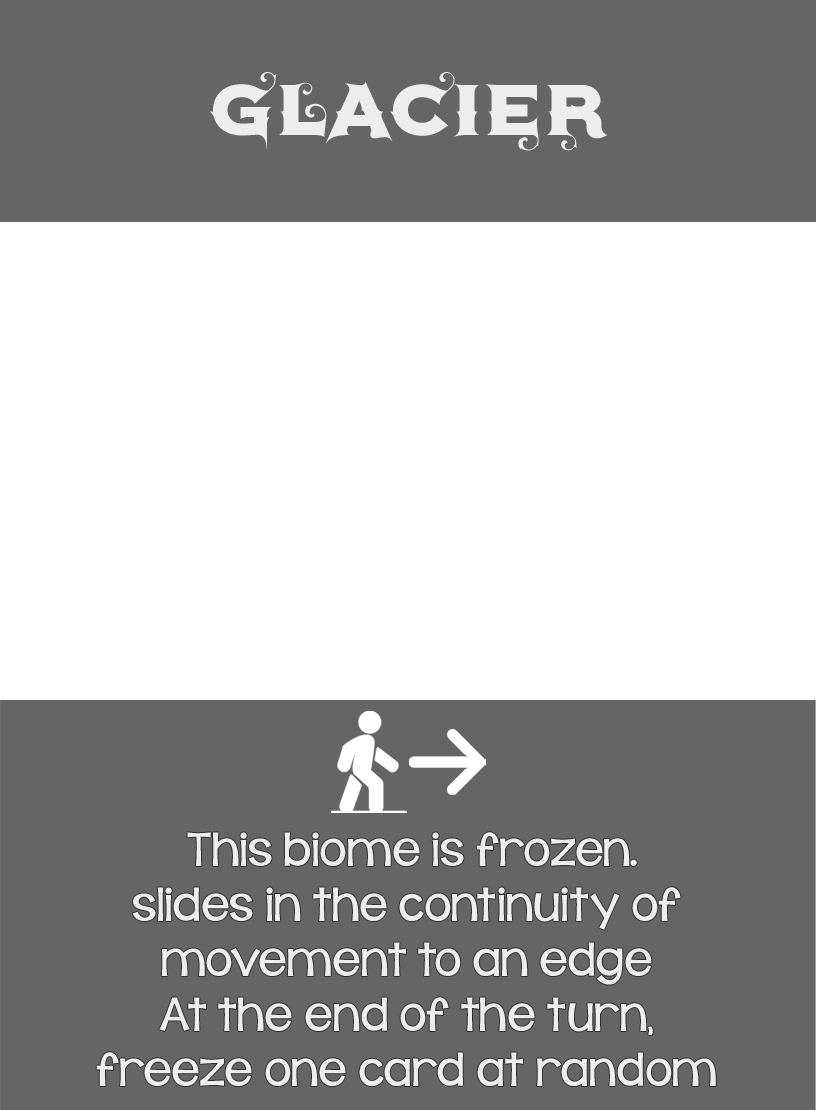 GLACIER
This biome is frozen.
slides in the continuity of
movement to an edge
At the end of the turn,
freeze one card at random